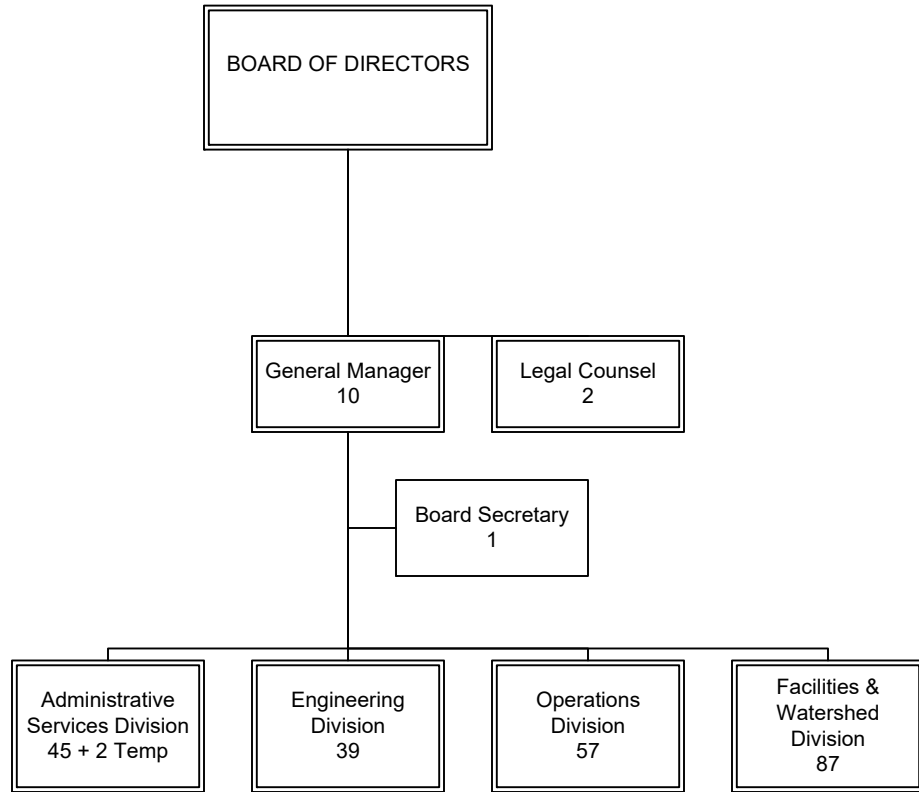 BOARD OF DIRECTORS
General Manager
10
Legal Counsel
2
Board Secretary
1
Administrative
Services Division
45 + 2 Temp
Engineering
Division
39
Operations
Division
57
Facilities &
Watershed
Division
87